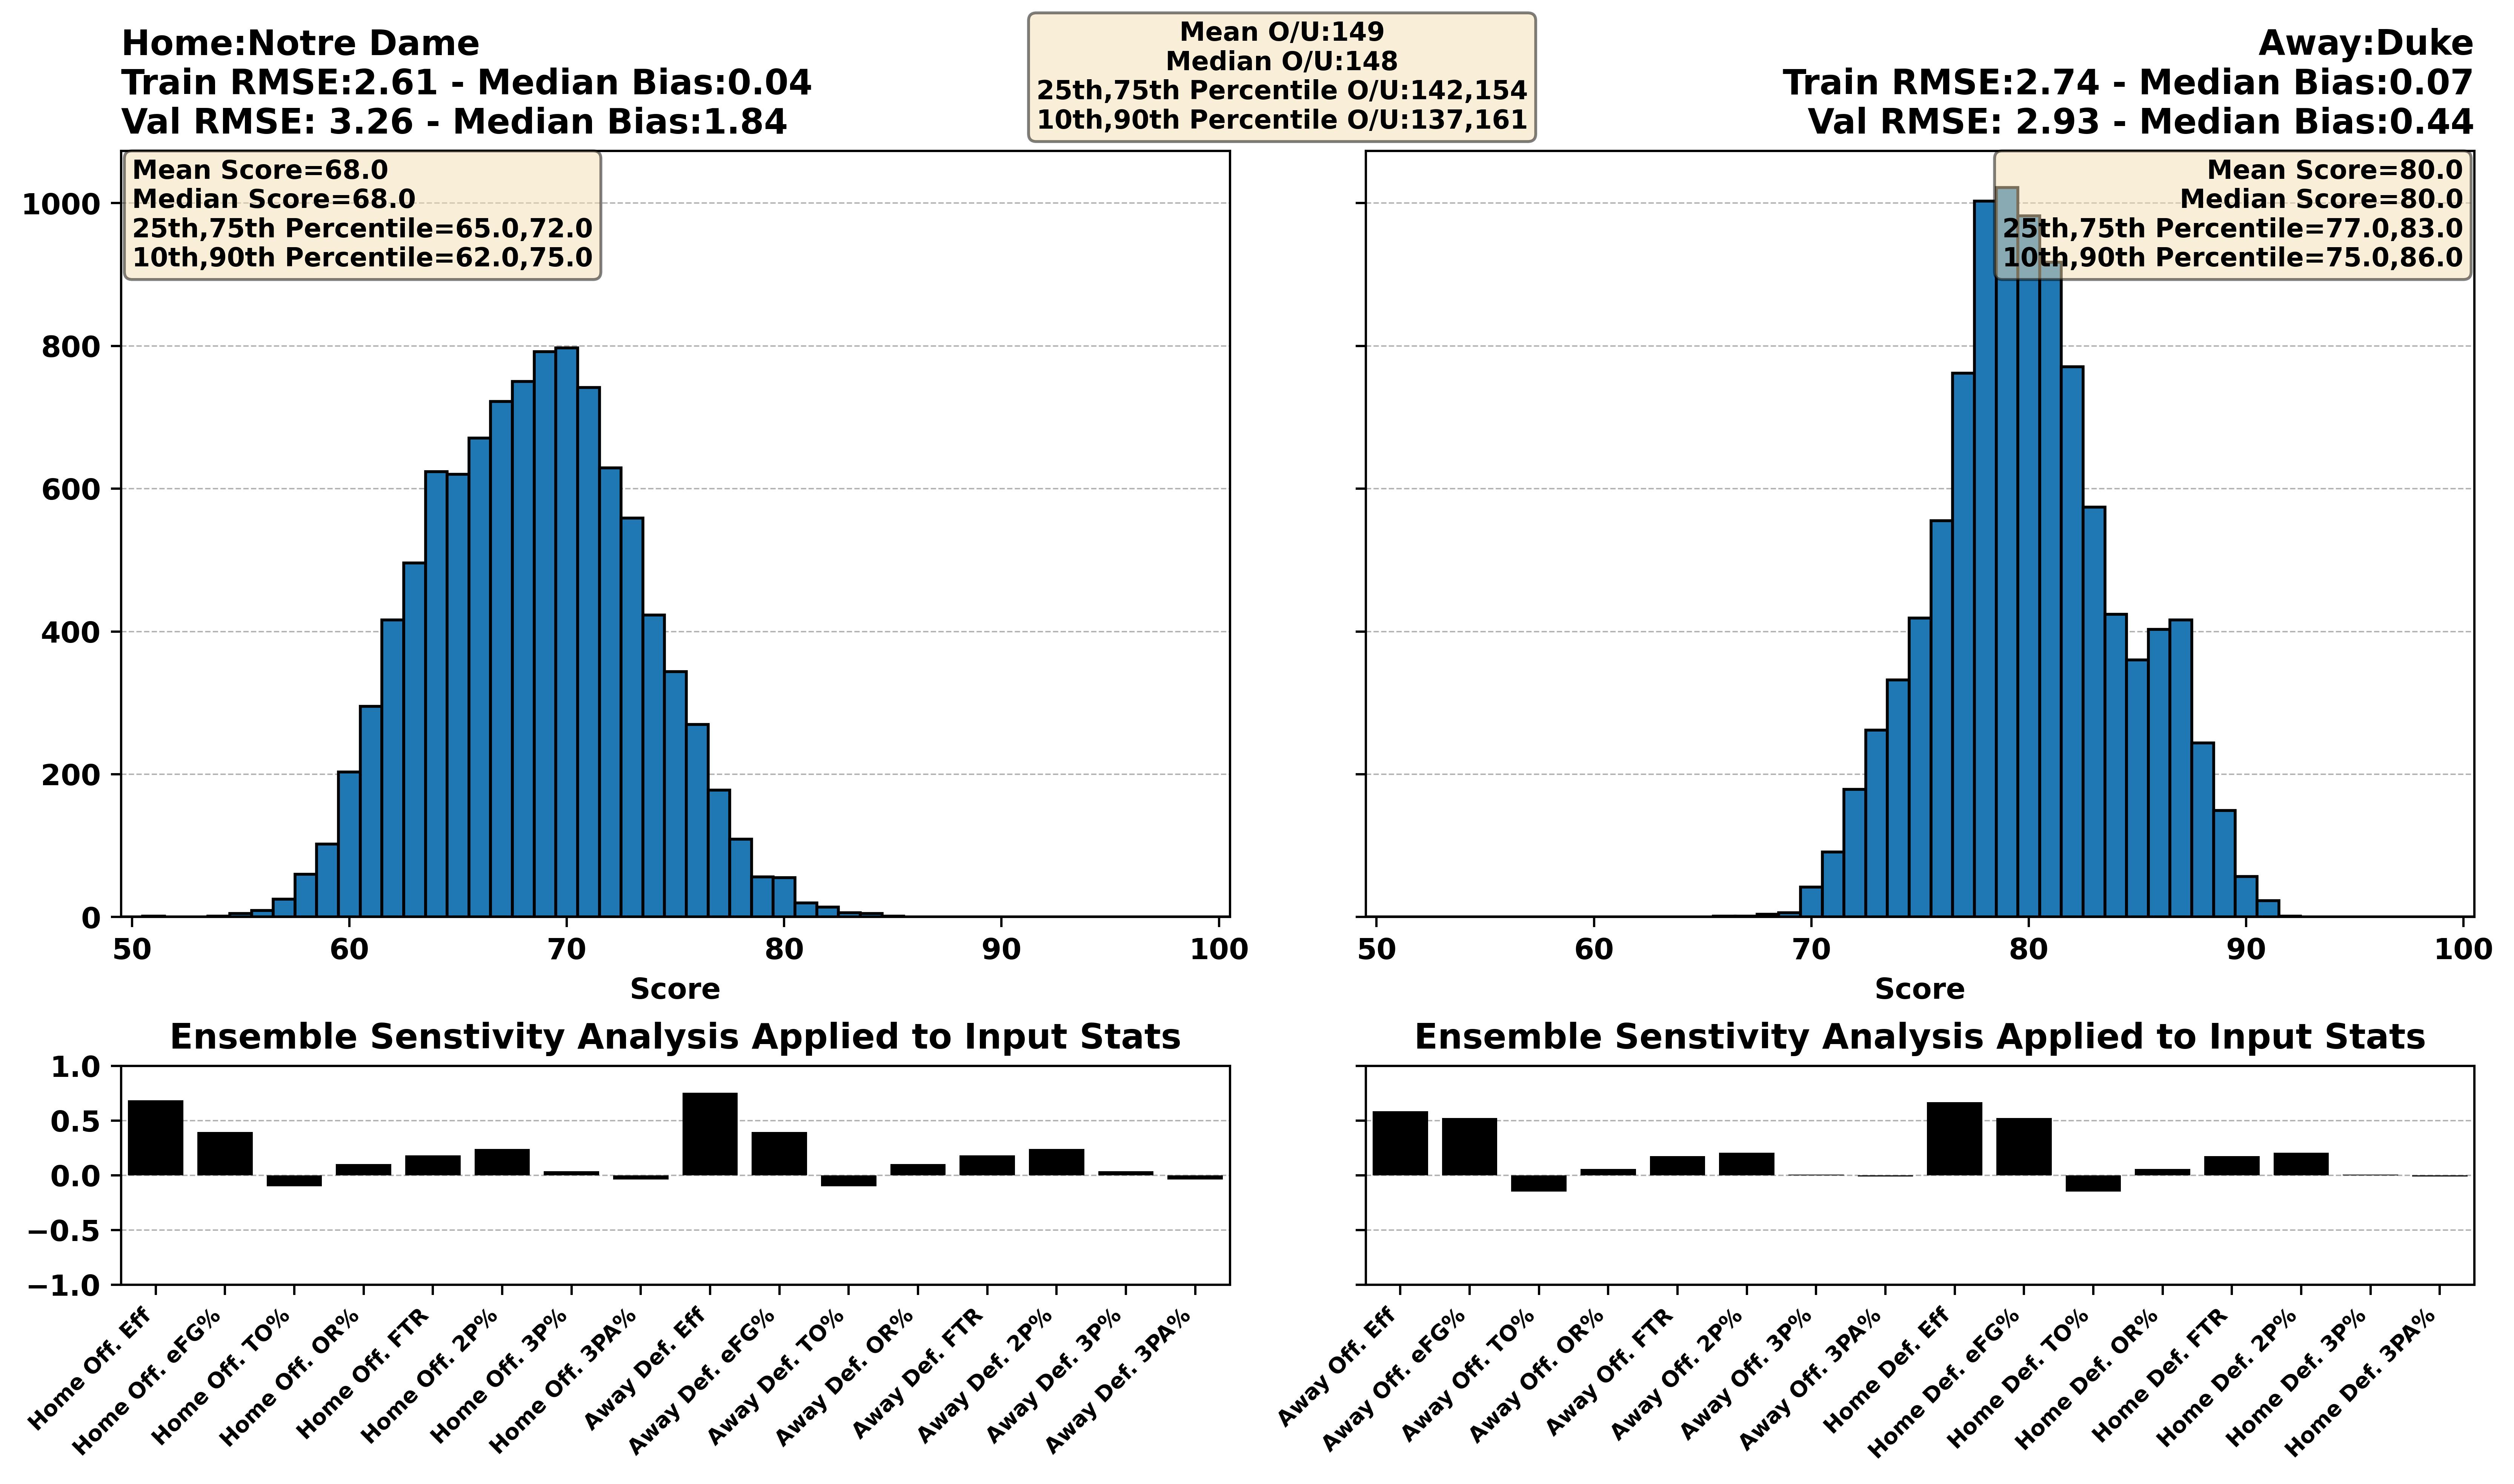 Home:Notre Dame
Train RMSE:2.61 - Median Bias:0.04
Val RMSE: 3.26 - Median Bias:1.84
Mean O/U:149
Median O/U:148
25th,75th Percentile O/U:142,154
10th,90th Percentile O/U:137,161
Away:Duke
Train RMSE:2.74 - Median Bias:0.07
Val RMSE: 2.93 - Median Bias:0.44
Mean Score=68.0
Median Score=68.0
25th,75th Percentile=65.0,72.0
10th,90th Percentile=62.0,75.0
1000
800
600
400
200
0
50 60 70 80 90 100
Score
Mean Score=80.0
Median Score=80.0
25th,75th Percentile=77.0,83.0
10th,90th Percentile=75.0,86.0
50 60 70 80 90 100
Score
Ensemble Senstivity Analysis Applied to Input Stats
1.0
0.5
0.0
−0.5
−1.0
Home Off. Eff
Home Off. eFG%
Home Off. TO%
Home Off. OR%
Home Off. FTR
Home Off. 2P%
Home Off. 3P%
Home Off. 3PA%
Away Def. Eff
Away Def. eFG%
Away Def. TO%
Away Def. OR%
Away Def. FTR
Away Def. 2P%
Away Def. 3P%
Away Def. 3PA%
Ensemble Senstivity Analysis Applied to Input Stats
Away Off. Eff
Away Off. eFG%
Away Off. TO%
Away Off. OR%
Away Off. FTR
Away Off. 2P%
Away Off. 3P%
Away Off. 3PA%
Home Def. Eff
Home Def. eFG%
Home Def. TO%
Home Def. OR%
Home Def. FTR
Home Def. 2P%
Home Def. 3P%
Home Def. 3PA%